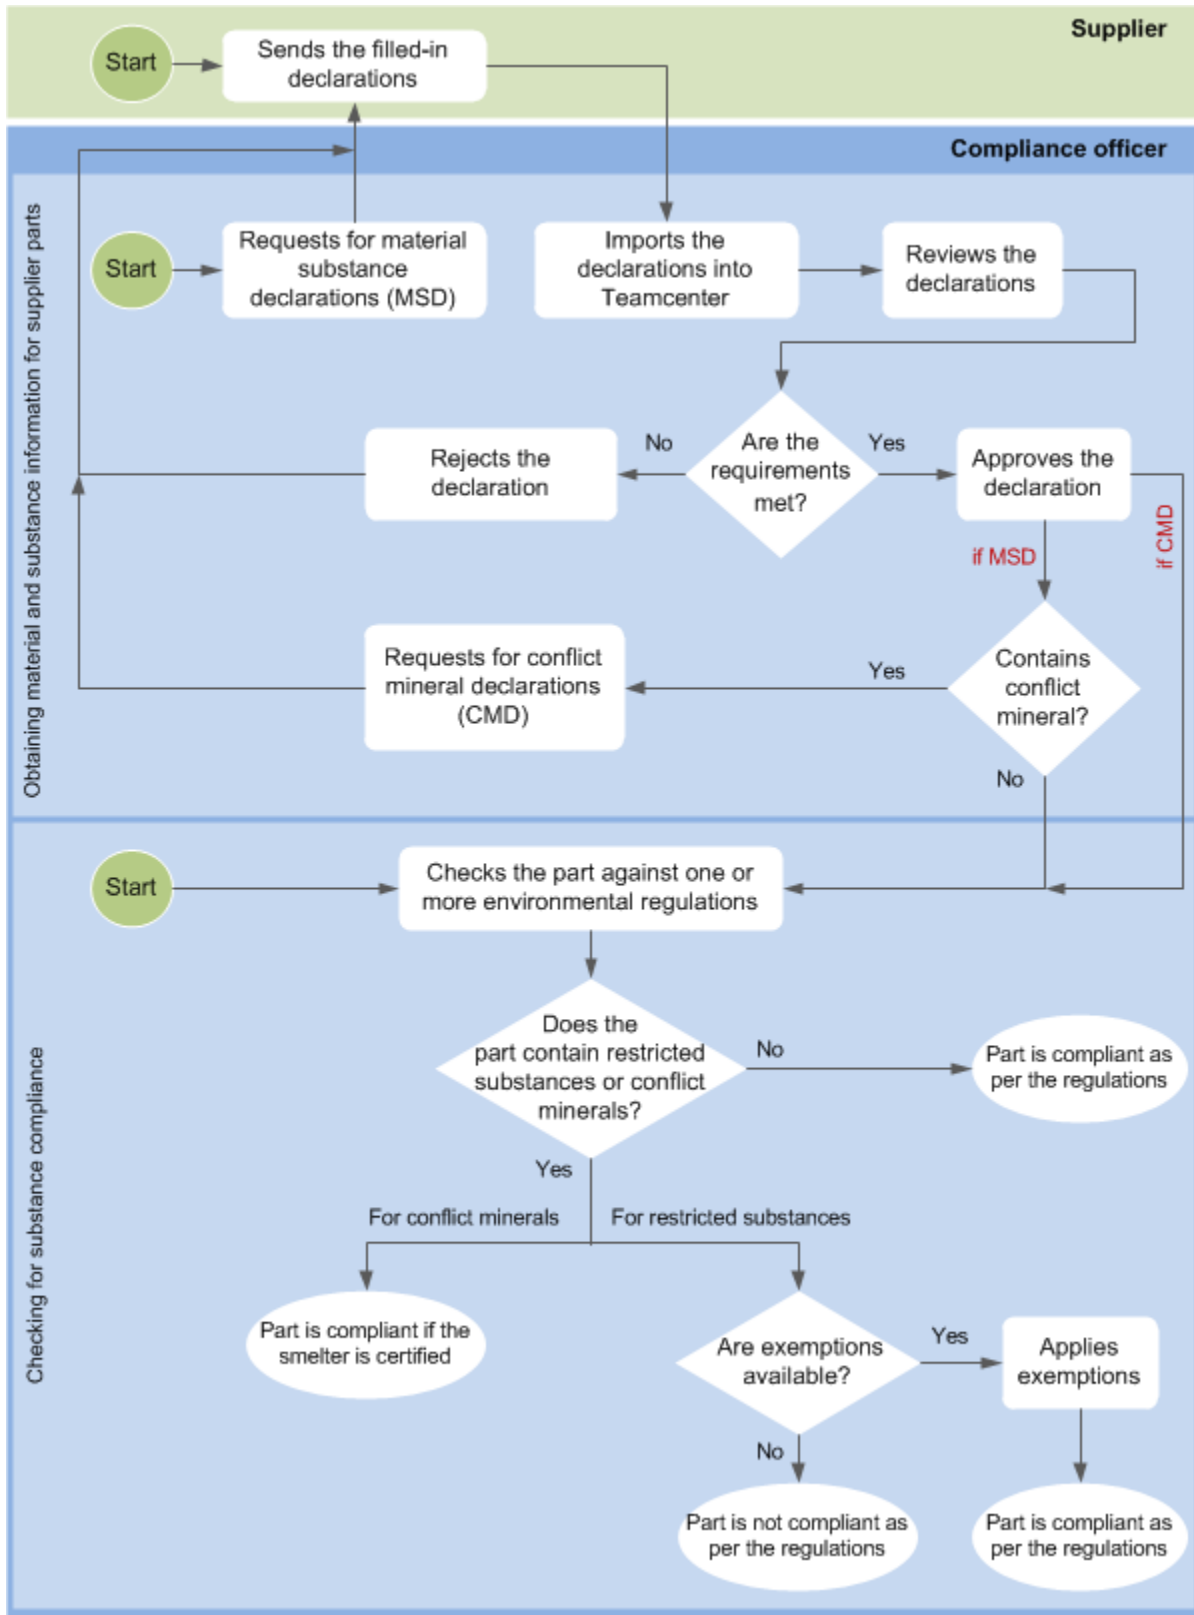 Supplier
Start
Sends the filled-in
declarations
Compliance officer
Obtaining material and substance information for supplier parts
Start
Requests for material
substance
declarations (MSD)
Imports the
declarations into
Teamcenter
Reviews the
declarations
Rejects the
declaration
No
Are the
requirements
met?
Yes
Approves the
declaration
if MSD
if CMD
Requests for conflict
mineral declarations
(CMD)
Yes
Contains
conflict
mineral?
No
Checking for substance compliance
Start
Checks the part against one or
more environmental regulations
Does the
part contain restricted
substances or conflict
minerals?
No
Part is compliant as
per the regulations
Yes
For conflict minerals
For restricted substances
Part is compliant if the
smelter is certified
Are exemptions
available?
Yes
Applies
exemptions
No
Part is not compliant as
per the regulations
Part is compliant as
per the regulations